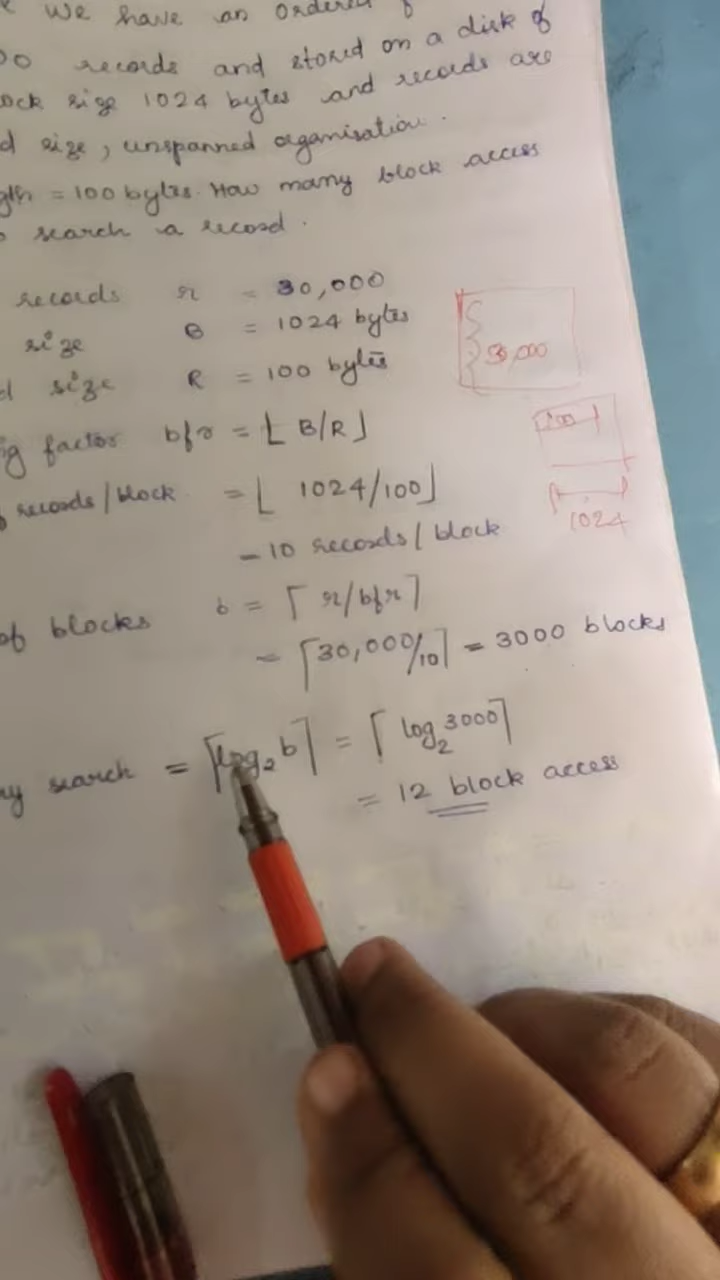 We have an ordered
records and stored on a disk of
size 1024 bytes and records are
size, unspanned organisation.
= 100 bytes. How many block access
search a record.
records r = 30,000
size B = 1024 bytes
size R = 100 bytes
factor bfr = ⌊ B/R ⌋
records/block = ⌊ 1024/100 ⌋
= 10 records/block
of blocks b = ⌈ r/bfr ⌉
= ⌈30,000/10⌉ = 3000 blocks
search = ⌈log₂ b⌉ = ⌈ log₂ 3000⌉
= 12 block access
30,000
100
1024